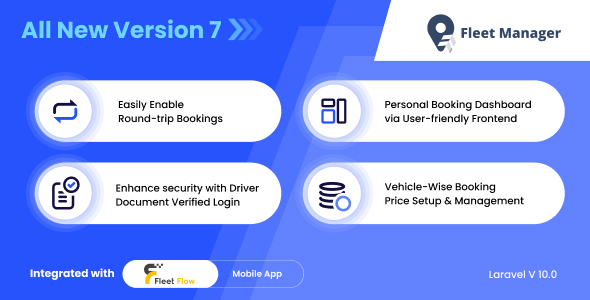 All New Version 7
Fleet Manager
Easily Enable
Round-trip Bookings
Personal Booking Dashboard
via User-friendly Frontend
Enhance security with Driver
Document Verified Login
Vehicle-Wise Booking
Price Setup & Management
Integrated with
Fleet Flow
Mobile App
Laravel V 10.0